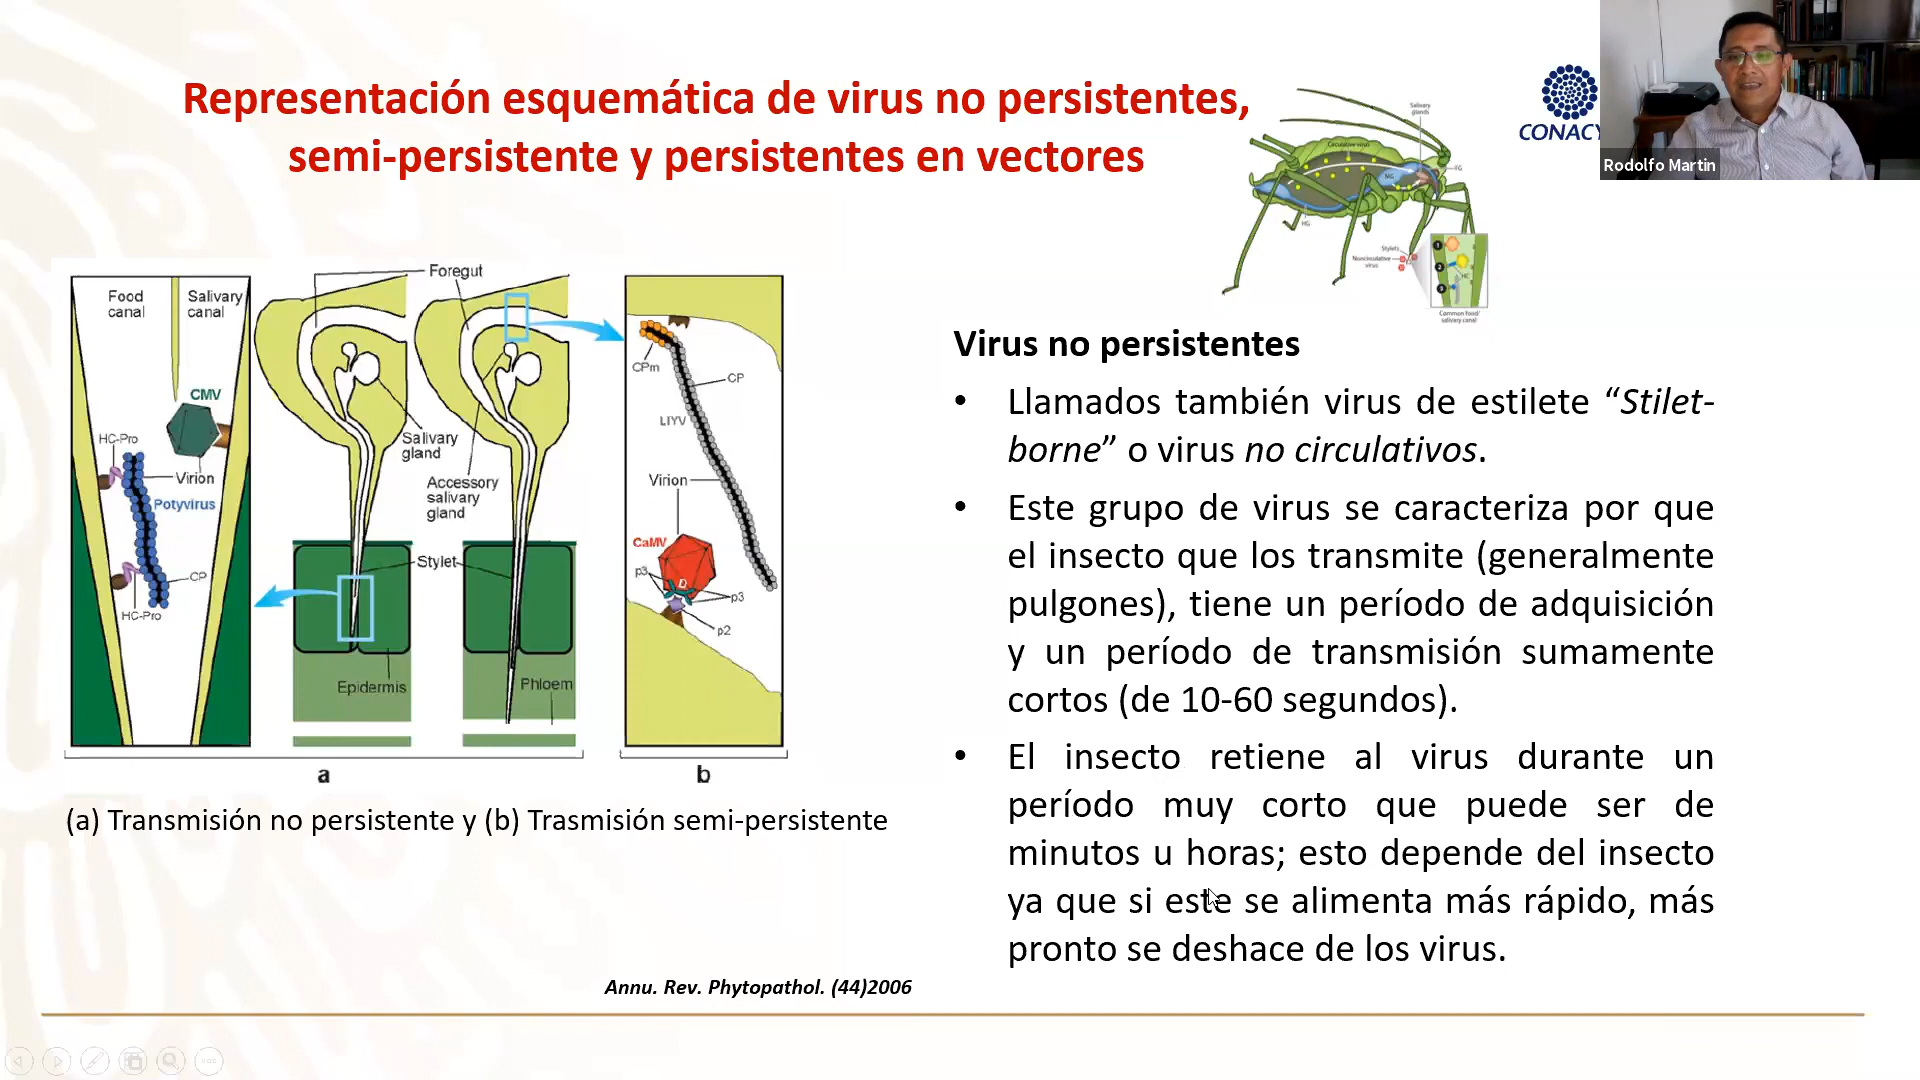 Representación esquemática de virus no persistentes,
semi-persistente y persistentes en vectores
CONACY
Rodolfo Martin
Salivary
glands
Circulative virus
MG
FG
HG
Stylets
Noncirculative
virus
1
2
HC
3
Common food/
salivary canal
Food
canal
Salivary
canal
CMV
HC-Pro
Virion
Potyvirus
CP
HC-Pro
Foregut
Salivary
gland
Accessory
salivary
gland
Stylet
Epidermis
Phloem
CPm
CP
LIYV
Virion
CaMV
p3
D
p3
p2
a
b
(a) Transmisión no persistente y (b) Trasmisión semi-persistente
Virus no persistentes
• Llamados también virus de estilete “Stilet-
borne” o virus no circulativos.
• Este grupo de virus se caracteriza por que
el insecto que los transmite (generalmente
pulgones), tiene un período de adquisición
y un período de transmisión sumamente
cortos (de 10-60 segundos).
• El insecto retiene al virus durante un
período muy corto que puede ser de
minutos u horas; esto depende del insecto
ya que si este se alimenta más rápido, más
pronto se deshace de los virus.
Annu. Rev. Phytopathol. (44)2006